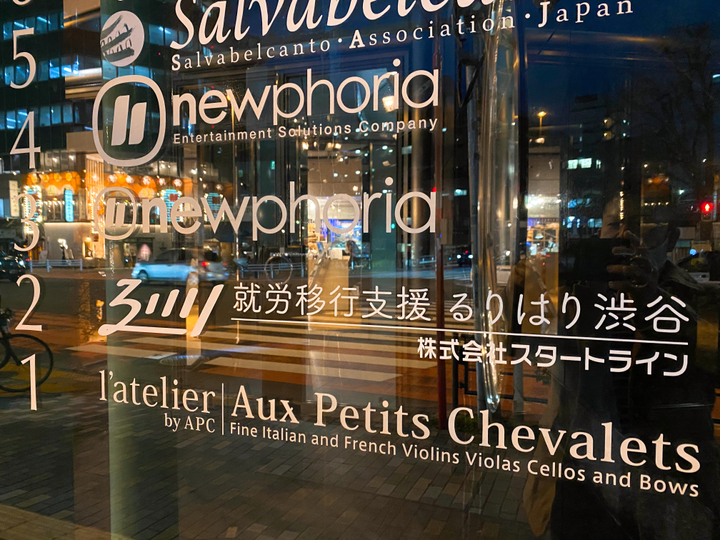 5
Salvabelca
Salvabelcanto · Association · Japan
4
newphoria
Entertainment Solutions Company
3
newphoria
2
就労移行支援 るりはり 渋谷
株式会社スタートライン
1
l'atelier
by APC
Aux Petits Chevalets
Fine Italian and French Violins Violas Cellos and Bows